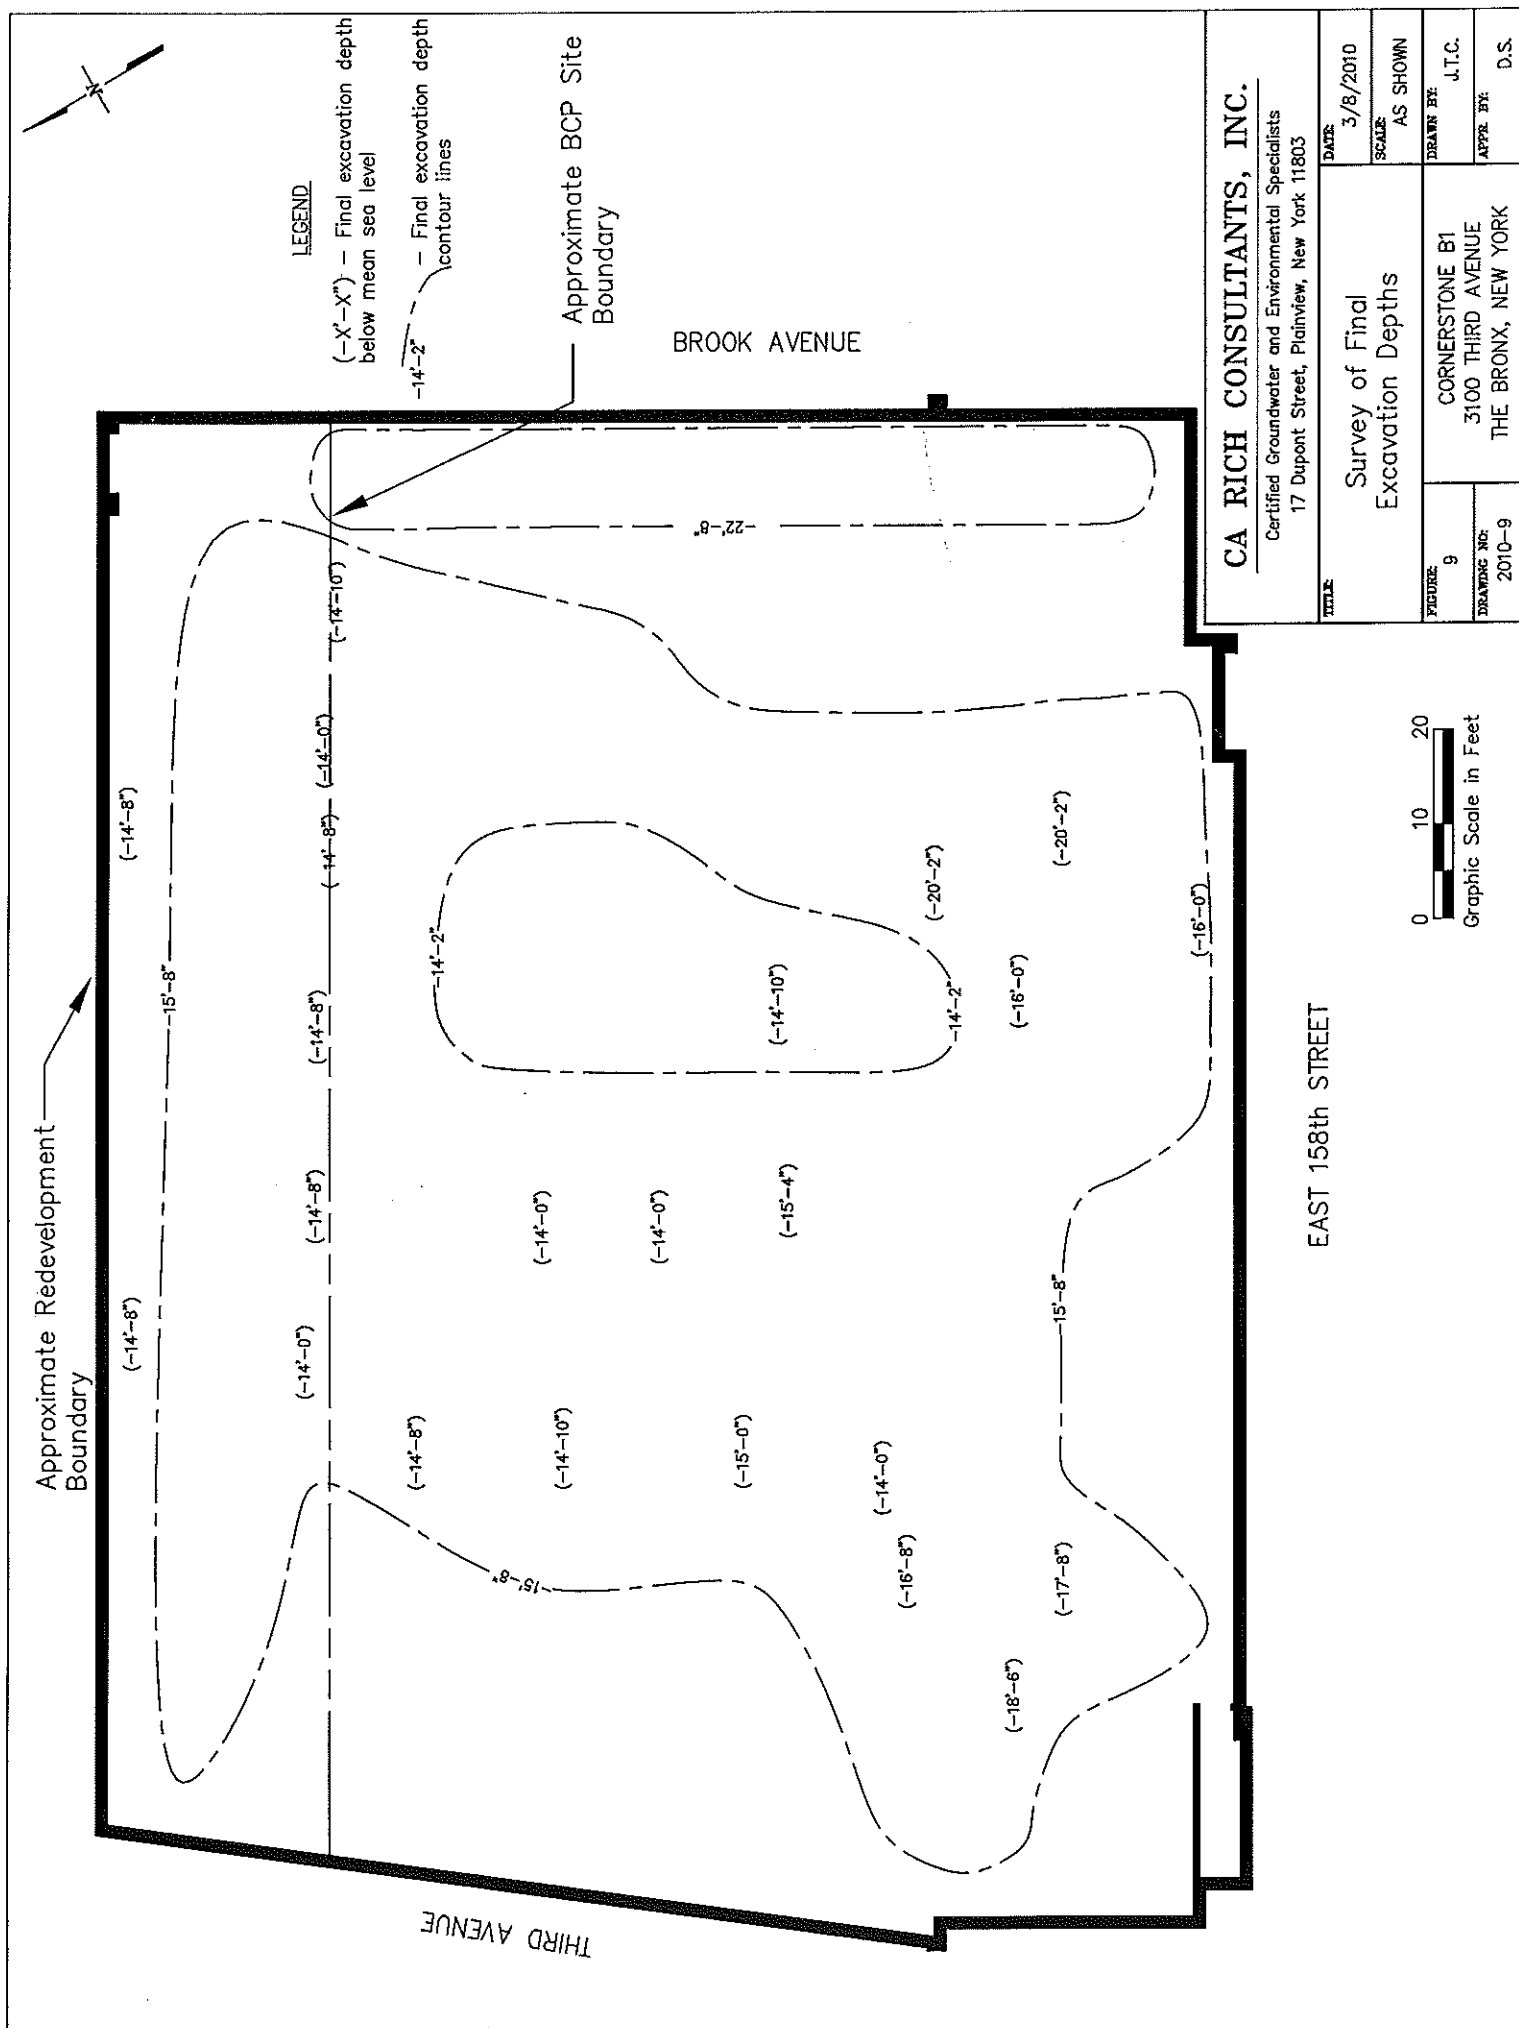 Approximate Redevelopment
Boundary
LEGEND
(-X'-X") - Final excavation depth
below mean sea level
-14'-2"
- Final excavation depth
contour lines
Approximate BCP Site
Boundary
N
BROOK AVENUE
THIRD AVENUE
EAST 158th STREET
(-14'-8")
(-14'-8")
-15'-8"
(-14'-0")
(-14'-8")
(-14'-8")
(-14'-8")
(-14'-0")
(-14'-10")
(-14'-8")
-14'-2"
-15'-8"
(-14'-10")
(-14'-0")
(-14'-0")
-22'-8"
(-15'-0")
(-15'-4")
(-14'-10")
(-14'-0")
(-16'-8")
(-20'-2")
-14'-2"
(-18'-6")
(-16'-0")
(-17'-8")
-15'-8"
(-20'-2")
(-16'-0")
0 10 20
Graphic Scale in Feet
CA RICH CONSULTANTS, INC.
Certified Groundwater and Environmental Specialists
17 Dupont Street, Plainview, New York 11803
TITLE:
Survey of Final
Excavation Depths
DATE:
3/8/2010
SCALE:
AS SHOWN
FIGURE:
9
DRAWING NO:
2010-9
CORNERSTONE B1
3100 THIRD AVENUE
THE BRONX, NEW YORK
DRAWN BY:
J.T.C.
APPR. BY:
D.S.